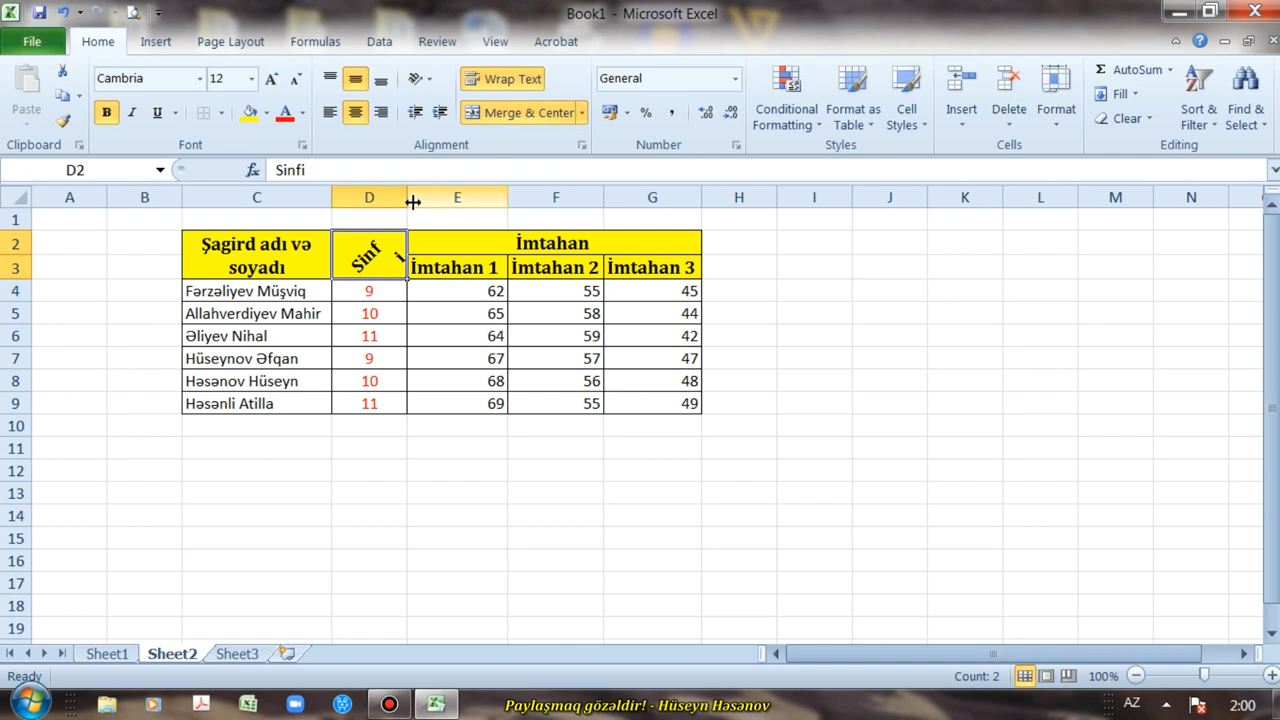 Book1 - Microsoft Excel
File Home Insert Page Layout Formulas Data Review View Acrobat
Paste
Clipboard
Cambria 12
B I U A
Font
Wrap Text
Merge & Center
Alignment
General
Number
Conditional Formatting
Format as Table
Cell Styles
Styles
Insert Delete Format
Cells
AutoSum
Fill
Clear
Sort & Filter
Find & Select
Editing
D2 fx Sinfi
A B C D E F G H I J K L M N
1
2 Şagird adı və soyadı Sinfi İmtahan
3 İmtahan 1 İmtahan 2 İmtahan 3
4 Fərzəliyev Müşviq 9 62 55 45
5 Allahverdiyev Mahir 10 65 58 44
6 Əliyev Nihal 11 64 59 42
7 Hüseynov Əfqan 9 67 57 47
8 Həsənov Hüseyn 10 68 56 48
9 Həsənli Atilla 11 69 55 49
10
11
12
13
14
15
16
17
18
19
Sheet1 Sheet2 Sheet3
Ready Count: 2 100%
Paylaşmaq gözəldir! - Hüseyn Həsənov
AZ 2:00